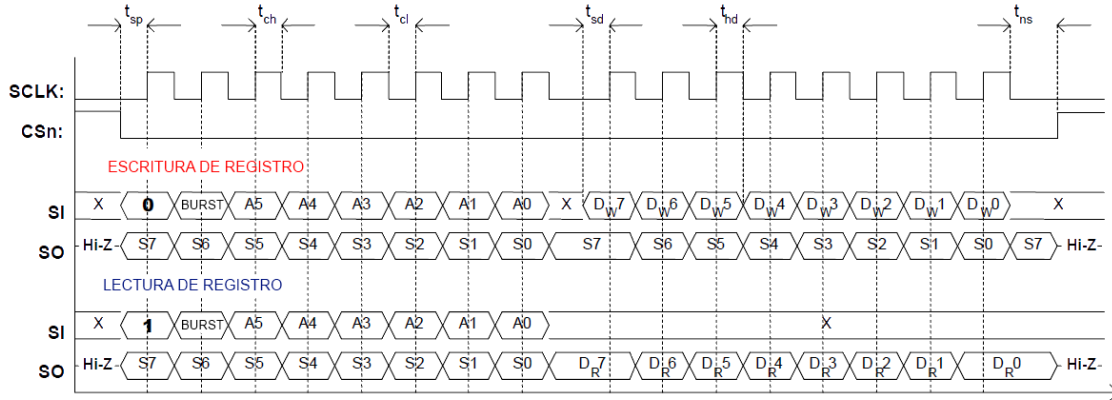 tsp tch tcl tsd thd tns
SCLK:
CSn:
ESCRITURA DE REGISTRO
SI X 0 BURST A5 A4 A3 A2 A1 A0 X DW7 DW6 DW5 DW4 DW3 DW2 DW1 DW0 X
SO Hi-Z S7 S6 S5 S4 S3 S2 S1 S0 S7 S6 S5 S4 S3 S2 S1 S0 S7 Hi-Z
LECTURA DE REGISTRO
SI X 1 BURST A5 A4 A3 A2 A1 A0 X
SO Hi-Z S7 S6 S5 S4 S3 S2 S1 S0 DR7 DR6 DR5 DR4 DR3 DR2 DR1 DR0 Hi-Z